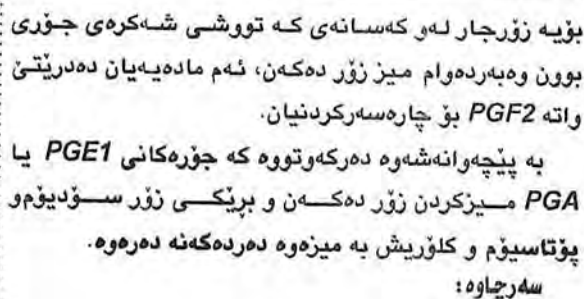 بۆیە زۆرجار لەو کەسانەی کە تووشی شەکرەی جۆری
بوون وەبەردەوام میز زۆر دەکەن، ئەم مادەیەیان دەدرێتێ
واتە PGF2 بۆ چارەسەرکردنیان.
بە پێچەوانەشەوە دەرکەوتووە کە جۆرەکانی PGE1 یا
PGA میزکردن زۆر دەکەن و بڕێکی زۆر سۆدیۆم و
پۆتاسیۆم و کلۆریش بە میزەوە دەردەکەنە دەرەوە.
سەرچاوە: